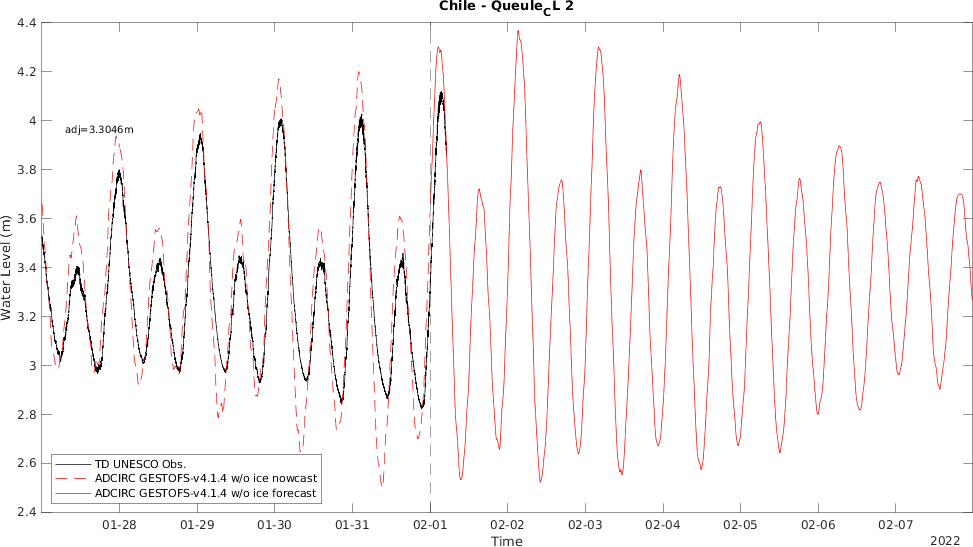 Chile - Queule_CL 2
4.4
4.2
4
3.8
3.6
3.4
3.2
3
2.8
2.6
2.4
Water Level (m)
adj=3.3046m
TD UNESCO Obs.
ADCIRC GESTOFS-v4.1.4 w/o ice nowcast
ADCIRC GESTOFS-v4.1.4 w/o ice forecast
01-28 01-29 01-30 01-31 02-01 02-02 02-03 02-04 02-05 02-06 02-07
Time
2022